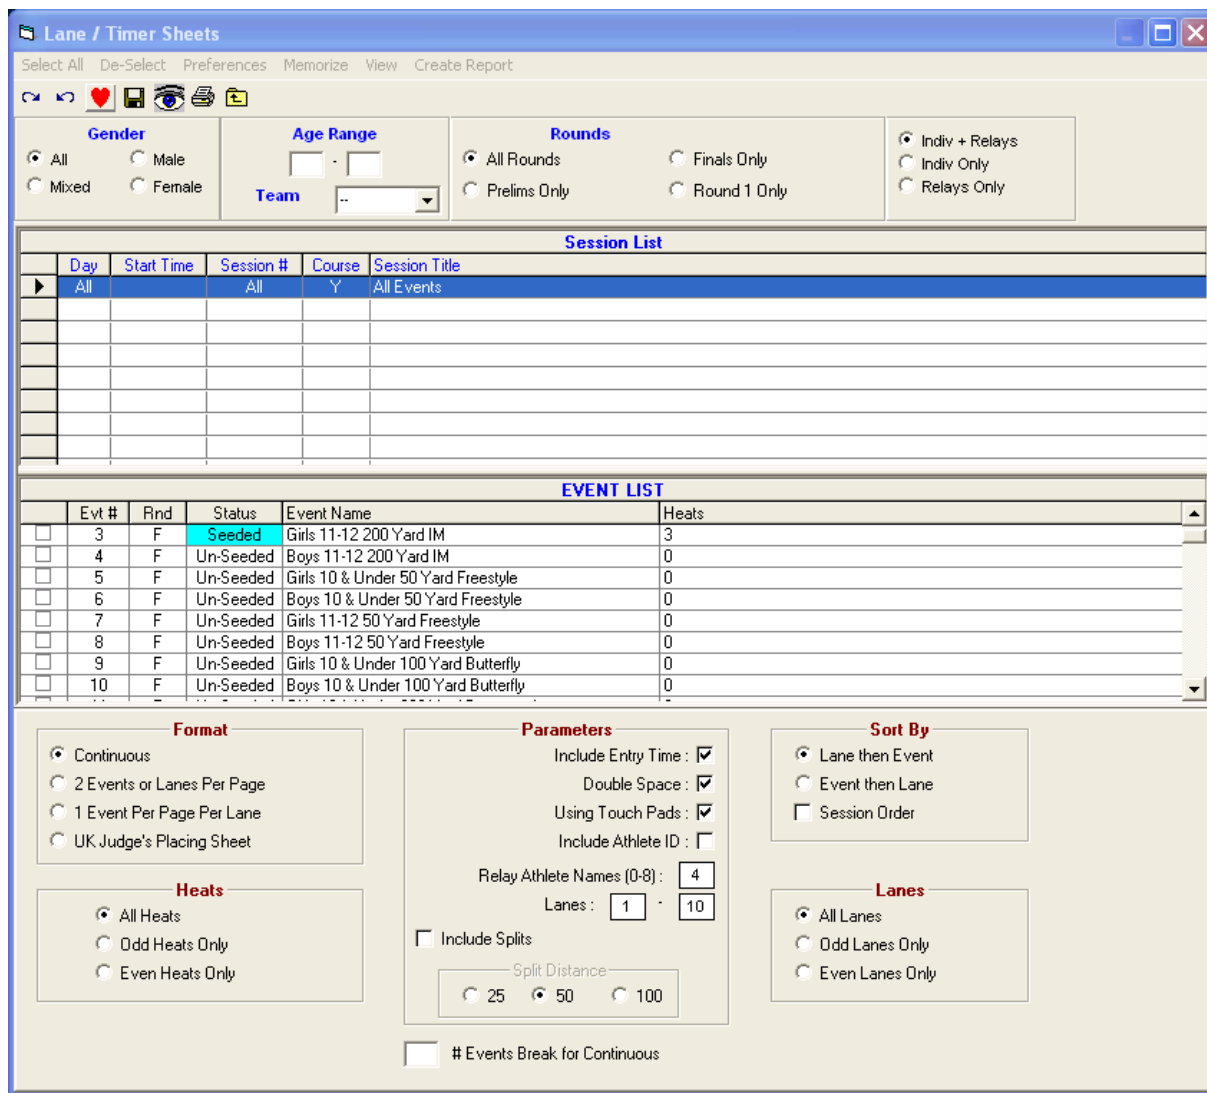 Lane / Timer Sheets
Select All De-Select Preferences Memorize View Create Report
Gender Age Range Rounds
All Male - All Rounds Finals Only Indiv + Relays
Indiv Only
Mixed Female Team -- Prelims Only Round 1 Only Relays Only
Session List
Day Start Time Session # Course Session Title
All All Y All Events
EVENT LIST
Evt # Rnd Status Event Name Heats
3 F Seeded Girls 11-12 200 Yard IM 3
4 F Un-Seeded Boys 11-12 200 Yard IM 0
5 F Un-Seeded Girls 10 & Under 50 Yard Freestyle 0
6 F Un-Seeded Boys 10 & Under 50 Yard Freestyle 0
7 F Un-Seeded Girls 11-12 50 Yard Freestyle 0
8 F Un-Seeded Boys 11-12 50 Yard Freestyle 0
9 F Un-Seeded Girls 10 & Under 100 Yard Butterfly 0
10 F Un-Seeded Boys 10 & Under 100 Yard Butterfly 0
Format Parameters Sort By
Continuous Include Entry Time : Lane then Event
2 Events or Lanes Per Page Double Space : Event then Lane
1 Event Per Page Per Lane Using Touch Pads : Session Order
UK Judge's Placing Sheet Include Athlete ID :
Relay Athlete Names (0-8) : 4
Heats Lanes
All Heats Lanes : 1 - 10 All Lanes
Odd Heats Only Include Splits Odd Lanes Only
Even Heats Only Split Distance Even Lanes Only
25 50 100
# Events Break for Continuous